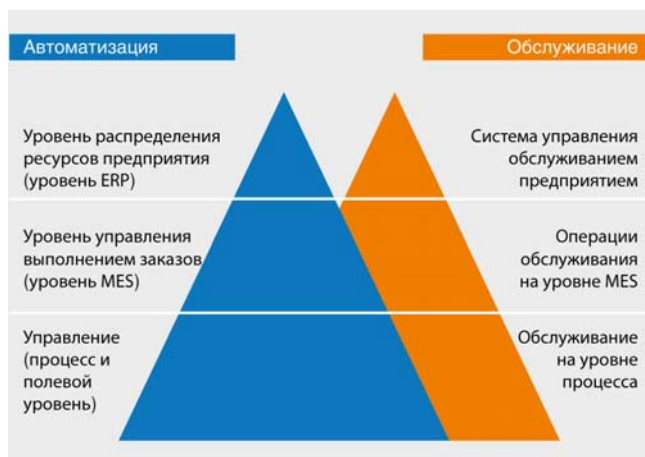 Автоматизация
Обслуживание
Уровень распределения
ресурсов предприятия
(уровень ERP)
Система управления
обслуживанием
предприятием
Уровень управления
выполнением заказов
(уровень MES)
Операции
обслуживания
на уровне MES
Управление
(процесс и
полевой
уровень)
Обслуживание
на уровне
процесса